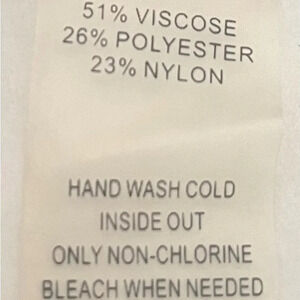 51% VISCOSE
26% POLYESTER
23% NYLON
HAND WASH COLD
INSIDE OUT
ONLY NON-CHLORINE
BLEACH WHEN NEEDED